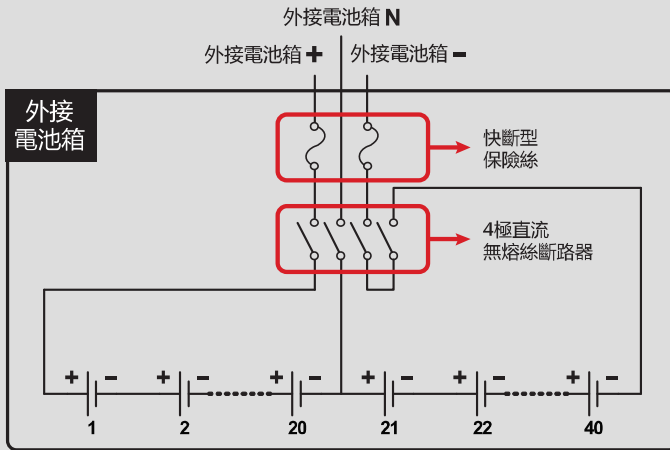 外接電池箱 N
外接電池箱 +
外接電池箱 -
外接
電池箱
快斷型
保險絲
4極直流
無熔絲斷路器
+ - + - + - + - + - + -
1 2 20 21 22 40